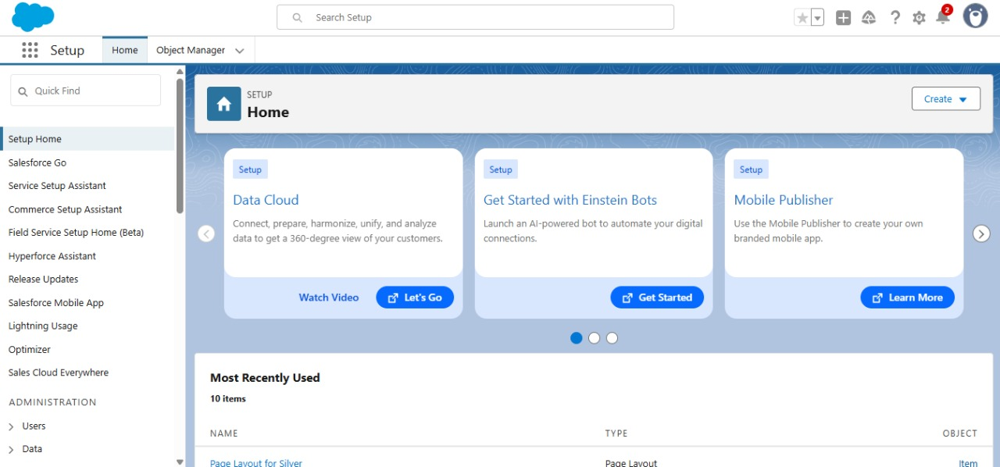 Search Setup
2
Setup
Home
Object Manager
Quick Find
Setup Home
Salesforce Go
Service Setup Assistant
Commerce Setup Assistant
Field Service Setup Home (Beta)
Hyperforce Assistant
Release Updates
Salesforce Mobile App
Lightning Usage
Optimizer
Sales Cloud Everywhere
ADMINISTRATION
Users
Data
SETUP
Home
Create
Setup
Data Cloud
Connect, prepare, harmonize, unify, and analyze
data to get a 360-degree view of your customers.
Watch Video
Let's Go
Setup
Get Started with Einstein Bots
Launch an AI-powered bot to automate your digital
connections.
Get Started
Setup
Mobile Publisher
Use the Mobile Publisher to create your own
branded mobile app.
Learn More
Most Recently Used
10 items
NAME TYPE OBJECT
Page Layout for Silver Page Layout Item